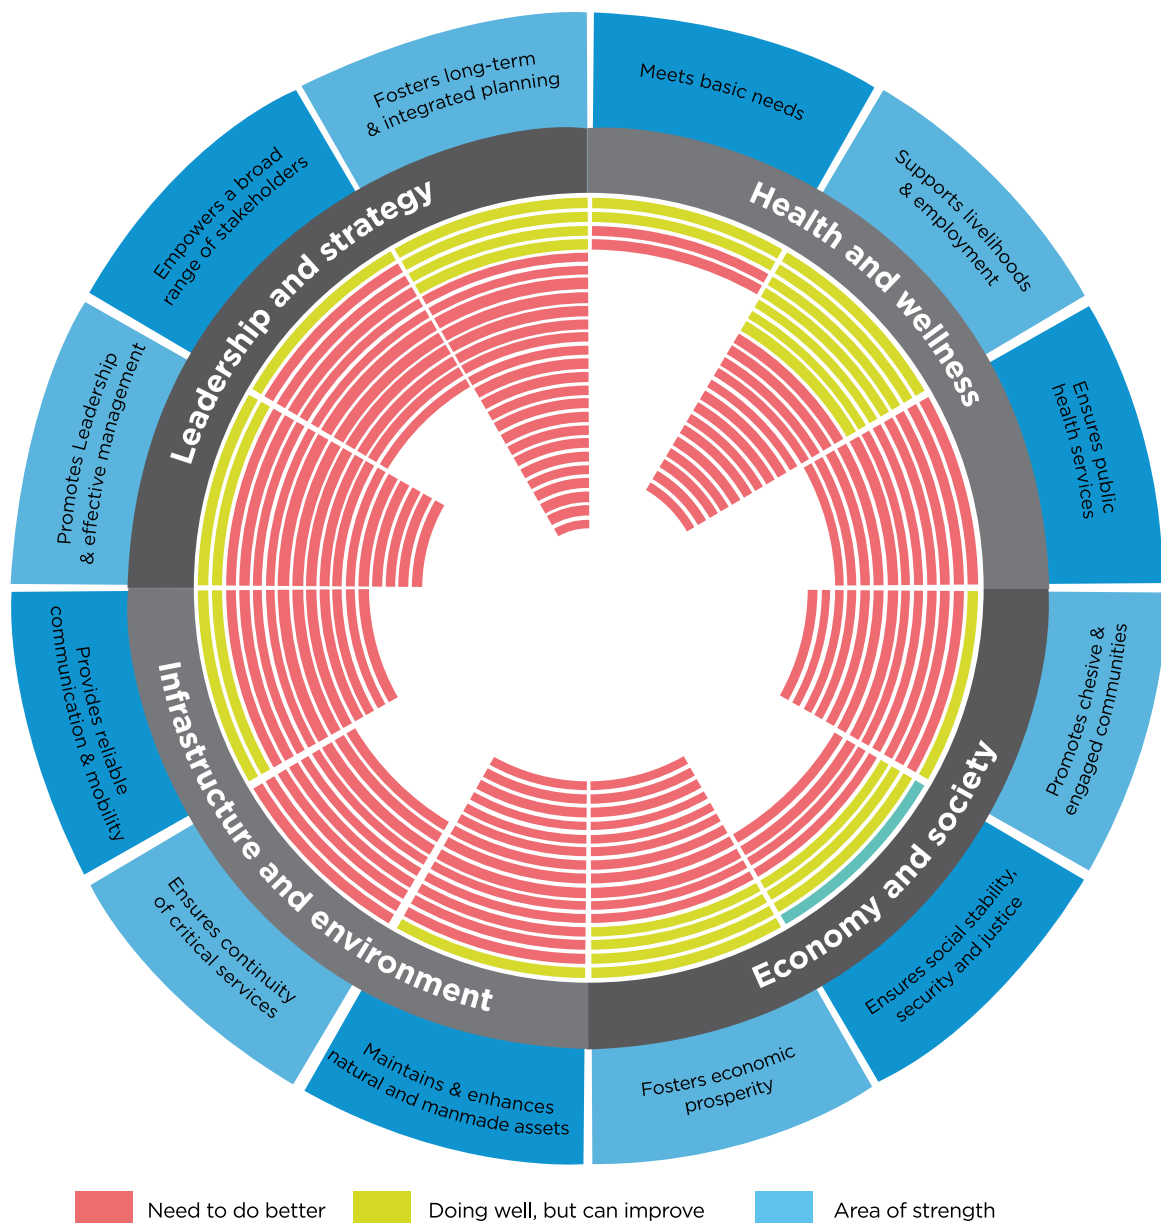 Fosters long-term
& integrated planning
Meets basic needs
Supports livelihoods
& employment
Ensures public
health services
Promotes chesive &
engaged communities
Ensures social stability,
security and justice
Fosters economic
prosperity
Maintains & enhances
natural and manmade assets
Ensures continuity
of critical services
Provides reliable
communication & mobility
Promotes Leadership
& effective management
Empowers a broad
range of stakeholders
Leadership and strategy
Health and wellness
Economy and society
Infrastructure and environment
Need to do better
Doing well, but can improve
Area of strength